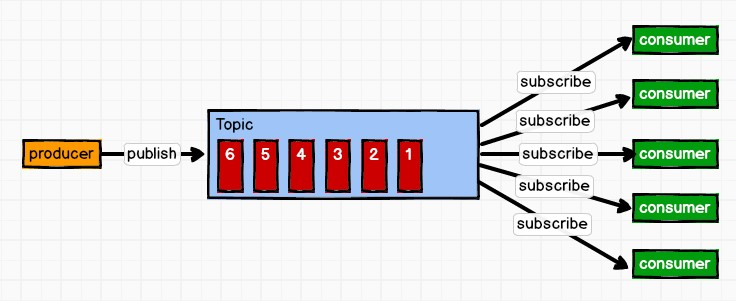 consumer
subscribe
consumer
subscribe
Topic
6 5 4 3 2 1
producer
publish
subscribe
consumer
subscribe
consumer
subscribe
consumer